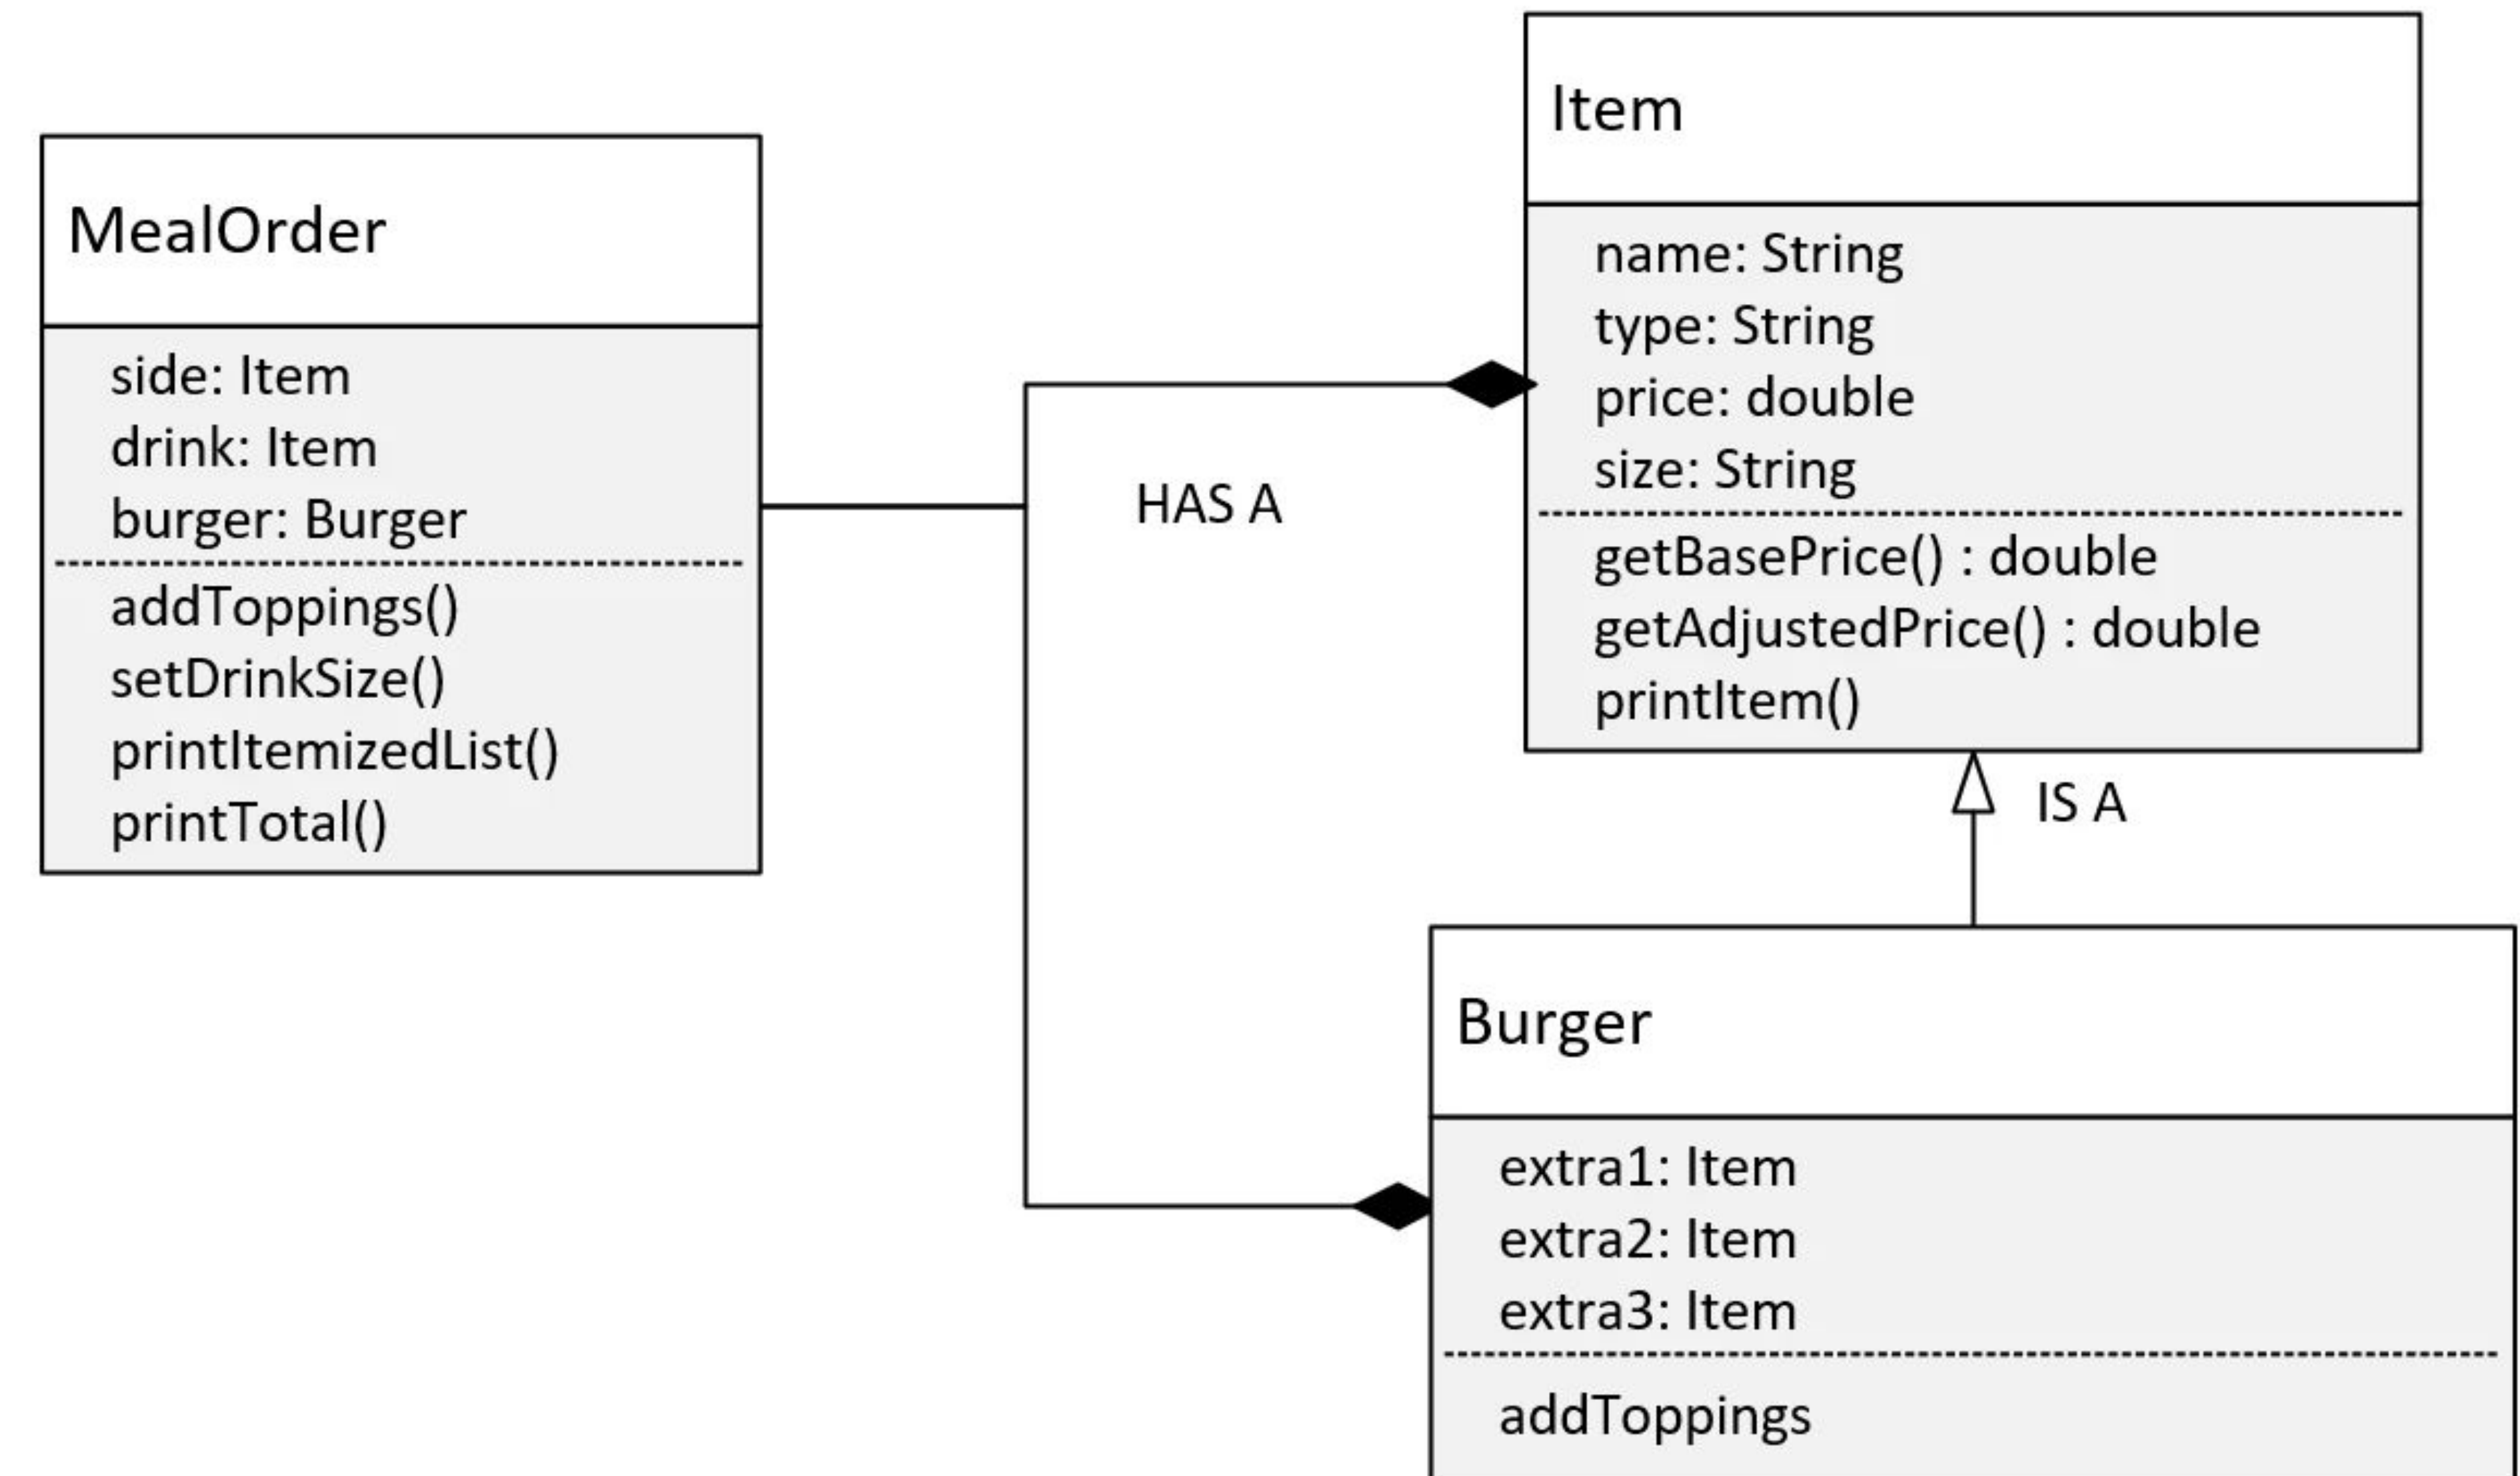 MealOrder
side: Item
drink: Item
burger: Burger
addToppings()
setDrinkSize()
printItemizedList()
printTotal()
HAS A
Item
name: String
type: String
price: double
size: String
getBasePrice() : double
getAdjustedPrice() : double
printItem()
IS A
Burger
extra1: Item
extra2: Item
extra3: Item
addToppings